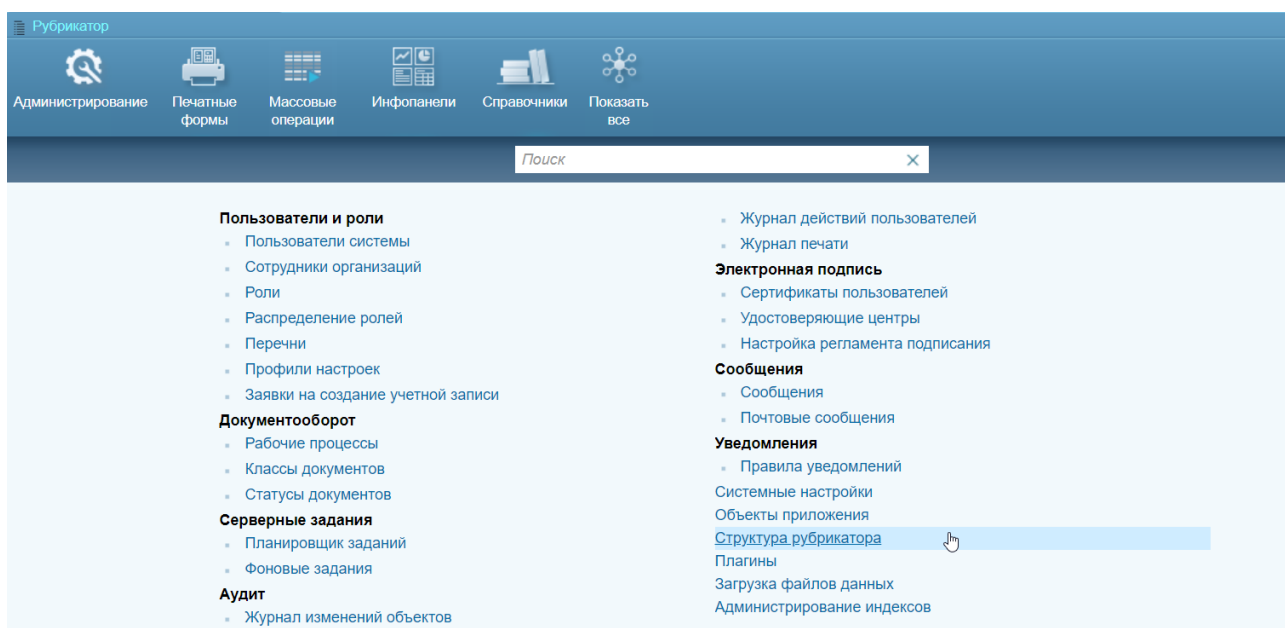 Рубрикатор
Администрирование
Печатные
формы
Массовые
операции
Инфопанели
Справочники
Показать
все
Поиск
Пользователи и роли
Пользователи системы
Сотрудники организаций
Роли
Распределение ролей
Перечни
Профили настроек
Заявки на создание учетной записи
Документооборот
Рабочие процессы
Классы документов
Статусы документов
Серверные задания
Планировщик заданий
Фоновые задания
Аудит
Журнал изменений объектов
Журнал действий пользователей
Журнал печати
Электронная подпись
Сертификаты пользователей
Удостоверяющие центры
Настройка регламента подписания
Сообщения
Сообщения
Почтовые сообщения
Уведомления
Правила уведомлений
Системные настройки
Объекты приложения
Структура рубрикатора
Плагины
Загрузка файлов данных
Администрирование индексов